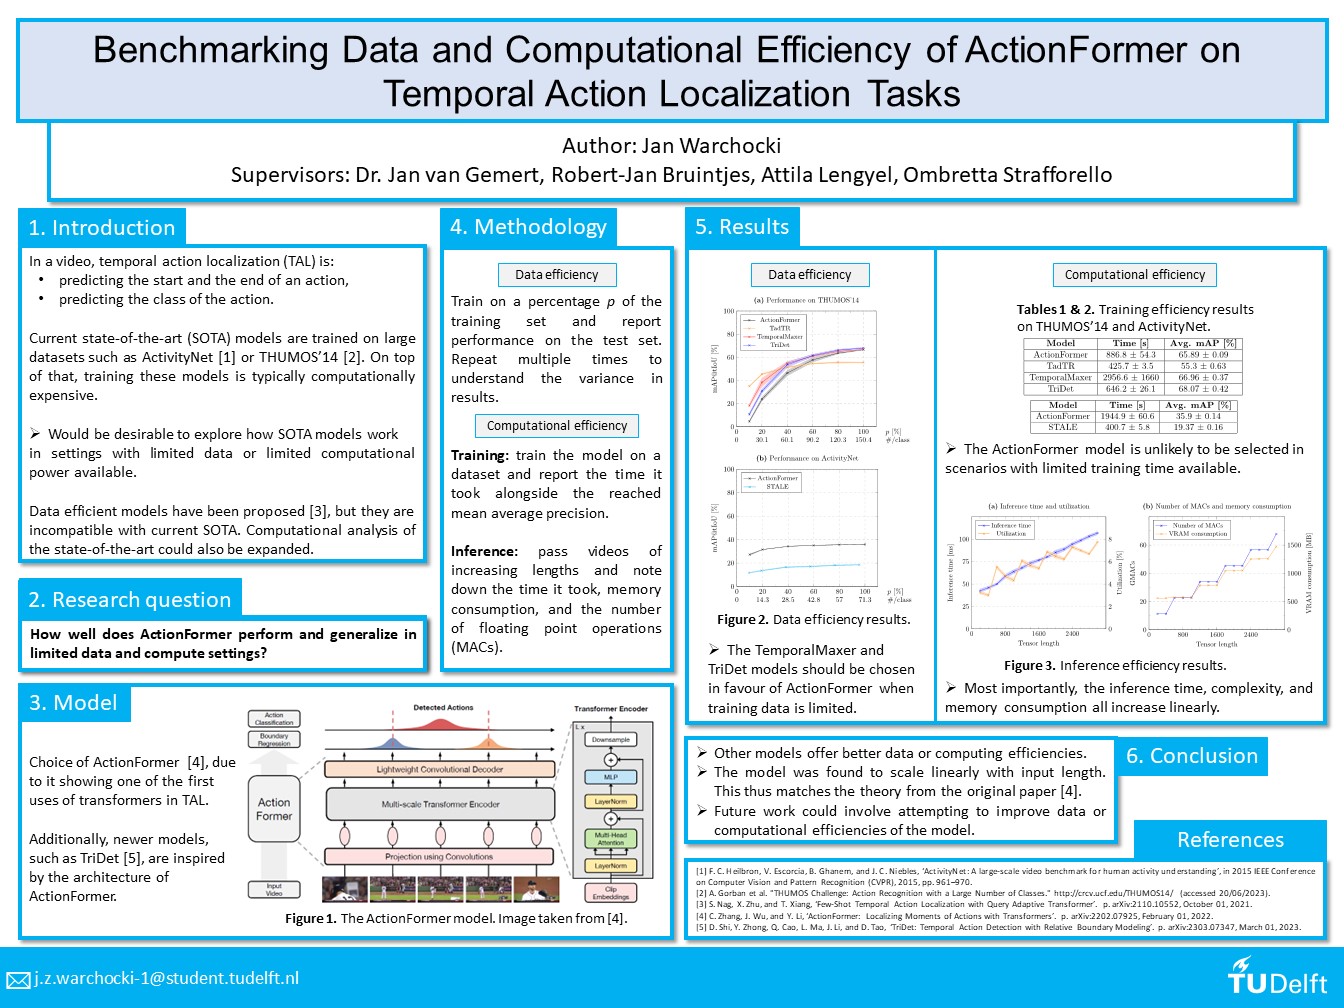 Benchmarking Data and Computational Efficiency of ActionFormer on
Temporal Action Localization Tasks
Author: Jan Warchocki
Supervisors: Dr. Jan van Gemert, Robert-Jan Bruintjes, Attila Lengyel, Ombretta Strafforello
1. Introduction
In a video, temporal action localization (TAL) is:
• predicting the start and the end of an action,
• predicting the class of the action.
Current state-of-the-art (SOTA) models are trained on large
datasets such as ActivityNet [1] or THUMOS'14 [2]. On top
of that, training these models is typically computationally
expensive.
➢ Would be desirable to explore how SOTA models work
in settings with limited data or limited computational
power available.
Data efficient models have been proposed [3], but they are
incompatible with current SOTA. Computational analysis of
the state-of-the-art could also be expanded.
2. Research question
How well does ActionFormer perform and generalize in
limited data and compute settings?
3. Model
Choice of ActionFormer [4], due
to it showing one of the first
uses of transformers in TAL.
Additionally, newer models,
such as TriDet [5], are inspired
by the architecture of
ActionFormer.
Action
Classification
Boundary
Regression
Action
Former
Input
Video
Detected Actions
Lightweight Convolutional Decoder
Multi-scale Transformer Encoder
Projection using Convolutions
Transformer Encoder
L x
Downsample
+
MLP
LayerNorm
+
Multi-Head
Attention
LayerNorm
Clip
Embeddings
Figure 1. The ActionFormer model. Image taken from [4].
4. Methodology
Data efficiency
Train on a percentage p of the
training set and report
performance on the test set.
Repeat multiple times to
understand the variance in
results.
Computational efficiency
Training: train the model on a
dataset and report the time it
took alongside the reached
mean average precision.
Inference: pass videos of
increasing lengths and note
down the time it took, memory
consumption, and the number
of floating point operations
(MACs).
5. Results
Data efficiency
(a) Performance on THUMOS'14
ActionFormer
TadTR
TemporalMaxer
TriDet
mAP@tIoU [%]
100
80
60
40
20
0
0 20 40 60 80 100 p [%]
0 30.1 60.1 90.2 120.3 150.4 #/class
(b) Performance on ActivityNet
ActionFormer
STALE
mAP@tIoU [%]
100
80
60
40
20
0
0 20 40 60 80 100 p [%]
0 14.3 28.5 42.8 57 71.3 #/class
Figure 2. Data efficiency results.
➢ The TemporalMaxer and
TriDet models should be chosen
in favour of ActionFormer when
training data is limited.
Computational efficiency
Tables 1 & 2. Training efficiency results
on THUMOS'14 and ActivityNet.
Model Time [s] Avg. mAP [%]
ActionFormer 886.8 ± 54.3 65.89 ± 0.09
TadTR 425.7 ± 3.5 55.3 ± 0.63
TemporalMaxer 2956.6 ± 1660 66.96 ± 0.37
TriDet 646.2 ± 26.1 68.07 ± 0.42
Model Time [s] Avg. mAP [%]
ActionFormer 1944.9 ± 60.6 35.9 ± 0.14
STALE 400.7 ± 5.8 19.37 ± 0.16
➢ The ActionFormer model is unlikely to be selected in
scenarios with limited training time available.
(a) Inference time and utilization
Inference time
Utilization
Inference time [ms]
100
75
50
25
0
8
6
4
2
0
Utilization [%]
0 800 1600 2400
Tensor length
(b) Number of MACs and memory consumption
Number of MACs
VRAM consumption
GMACs
60
40
20
0
1500
1000
500
0
VRAM consumption [MB]
0 800 1600 2400
Tensor length
Figure 3. Inference efficiency results.
➢ Most importantly, the inference time, complexity, and
memory consumption all increase linearly.
6. Conclusion
➢ Other models offer better data or computing efficiencies.
➢ The model was found to scale linearly with input length.
This thus matches the theory from the original paper [4].
➢ Future work could involve attempting to improve data or
computational efficiencies of the model.
References
[1] F. C. Heilbron, V. Escorcia, B. Ghanem, and J. C. Niebles, 'ActivityNet: A large-scale video benchmark for human activity understanding', in 2015 IEEE Conference
on Computer Vision and Pattern Recognition (CVPR), 2015, pp. 961–970.
[2] A. Gorban et al. "THUMOS Challenge: Action Recognition with a Large Number of Classes." http://crcv.ucf.edu/THUMOS14/ (accessed 20/06/2023).
[3] S. Nag, X. Zhu, and T. Xiang, 'Few-Shot Temporal Action Localization with Query Adaptive Transformer'. p. arXiv:2110.10552, October 01, 2021.
[4] C. Zhang, J. Wu, and Y. Li, 'ActionFormer: Localizing Moments of Actions with Transformers'. p. arXiv:2202.07925, February 01, 2022.
[5] D. Shi, Y. Zhong, Q. Cao, L. Ma, J. Li, and D. Tao, 'TriDet: Temporal Action Detection with Relative Boundary Modeling'. p. arXiv:2303.07347, March 01, 2023.
j.z.warchocki-1@student.tudelft.nl
TUDelft